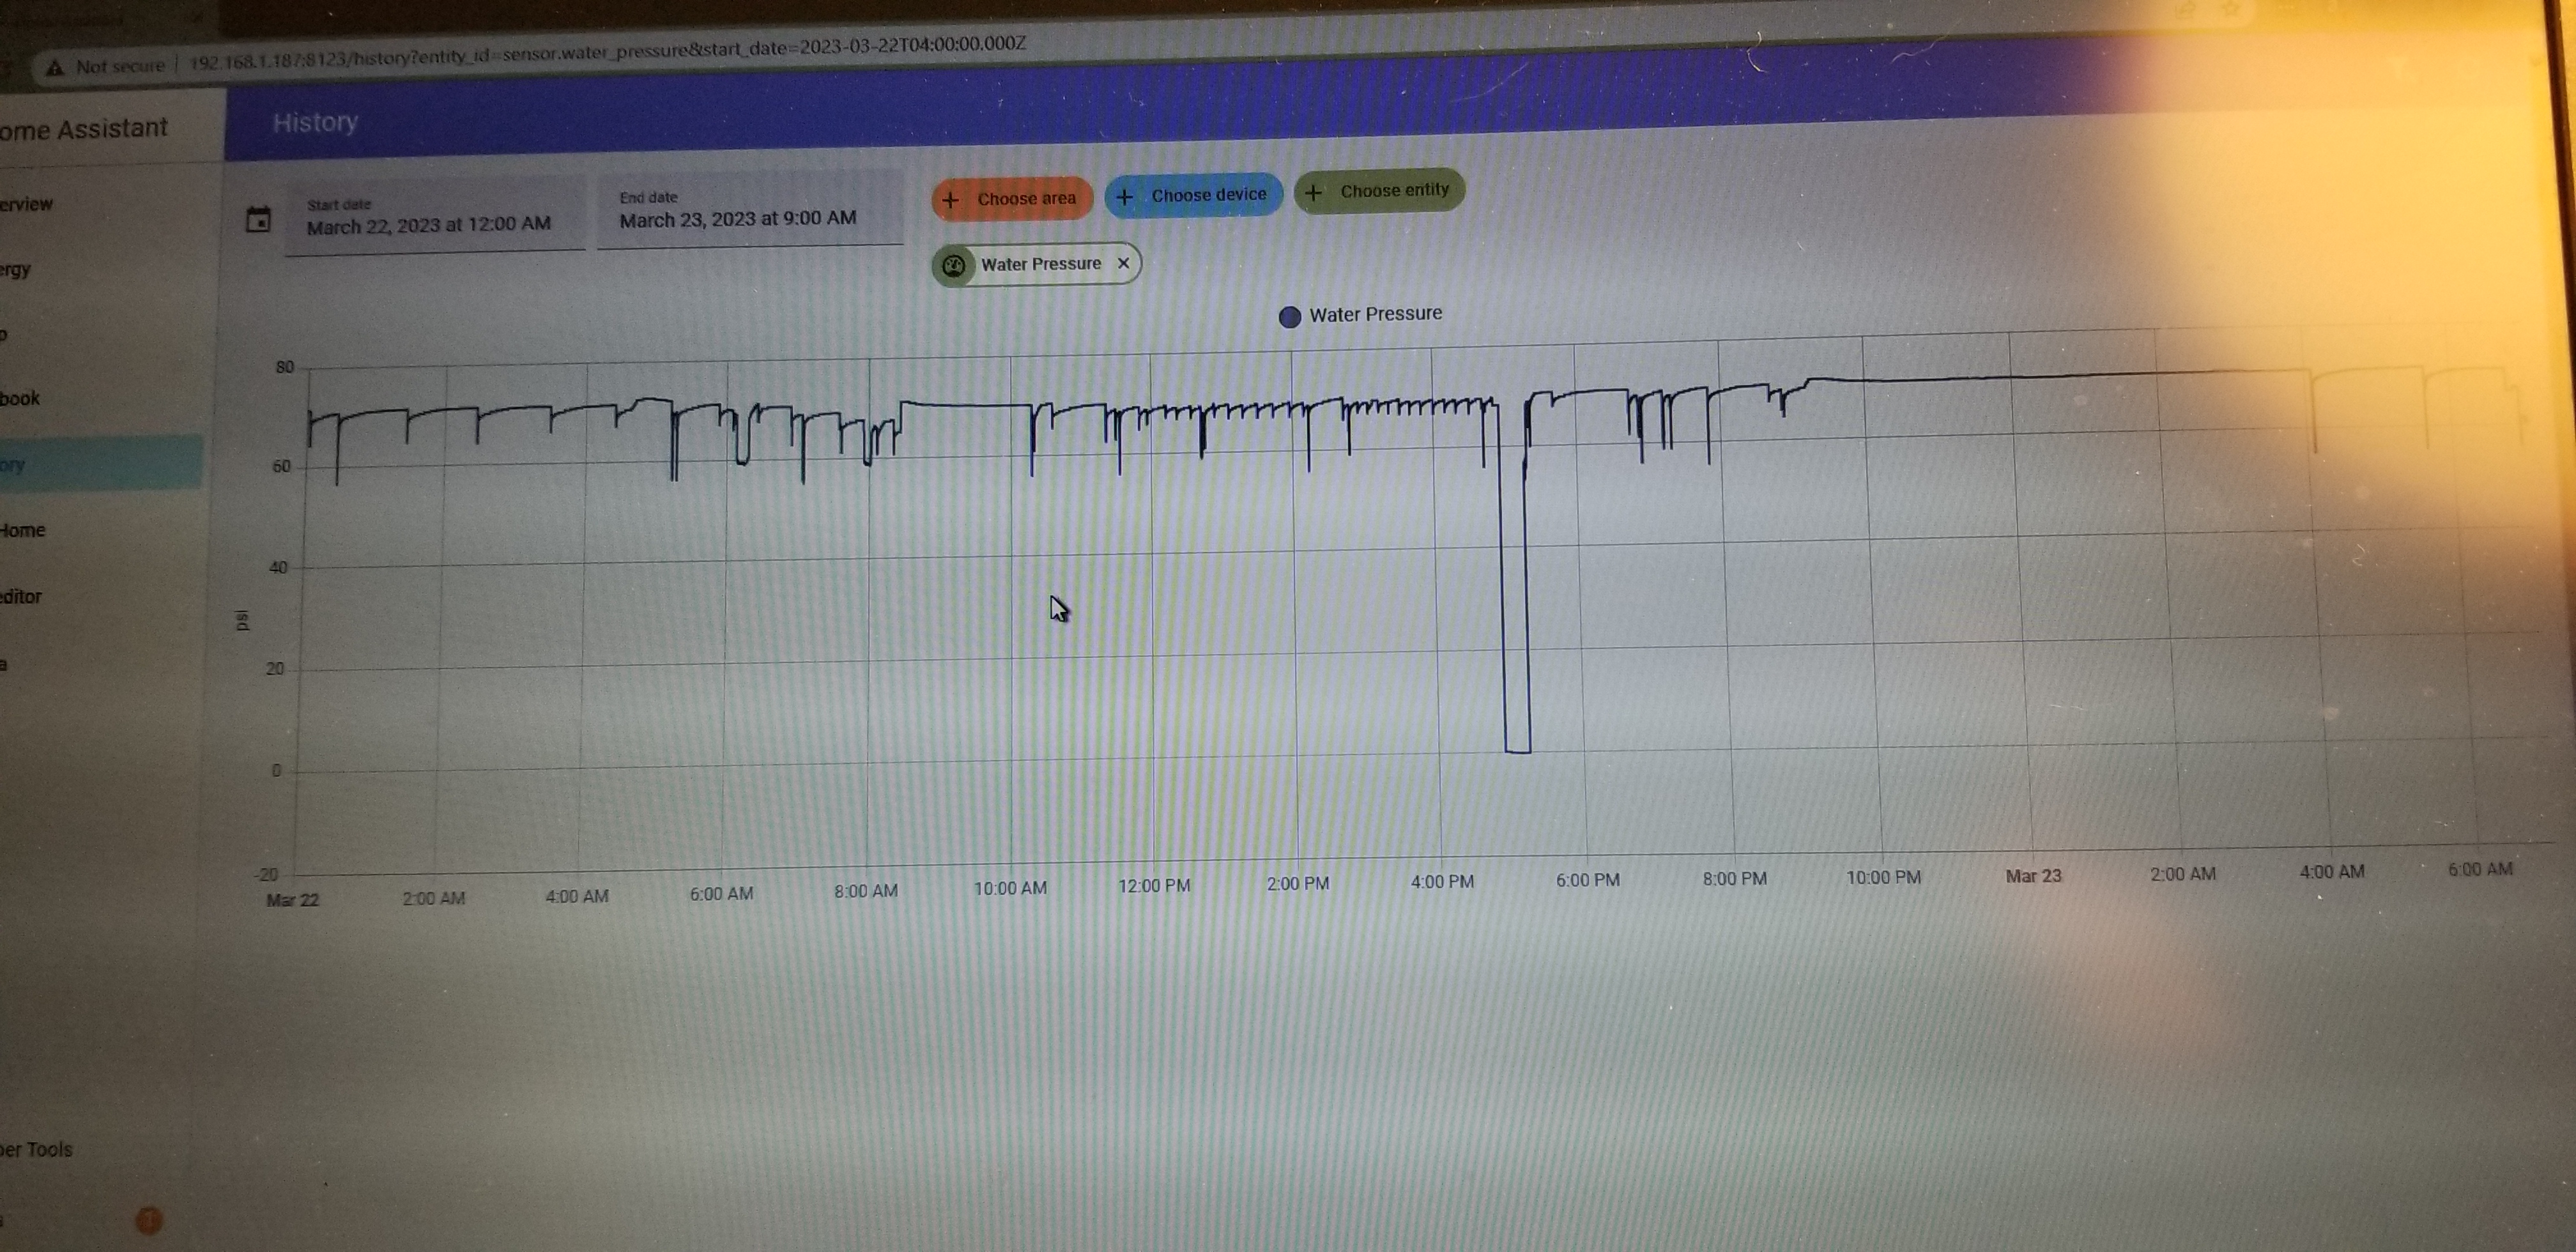 Not secure | 192.168.1.187:8123/history?entity_id=sensor.water_pressure&start_date=2023-03-22T04:00:00.000Z
ome Assistant
History
erview
Start date
March 22, 2023 at 12:00 AM
End date
March 23, 2023 at 9:00 AM
+ Choose area
+ Choose device
+ Choose entity
ergy
Water Pressure ×
Water Pressure
book
ory
Home
editor
a
80
60
40
20
0
-20
psi
Mar 22
2:00 AM
4:00 AM
6:00 AM
8:00 AM
10:00 AM
12:00 PM
2:00 PM
4:00 PM
6:00 PM
8:00 PM
10:00 PM
Mar 23
2:00 AM
4:00 AM
6:00 AM
per Tools